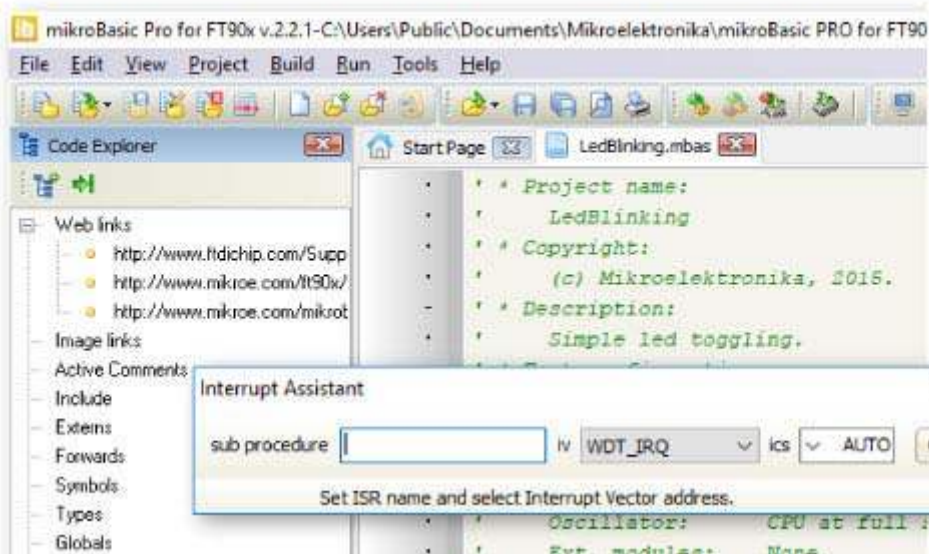 mikroBasic Pro for FT90x v.2.2.1-C:\Users\Public\Documents\Mikroelektronika\mikroBasic PRO for FT90
File Edit View Project Build Run Tools Help
Code Explorer
Start Page LedBlinking.mbas
Web links
http://www.ftdichip.com/Supp
http://www.mikroe.com/ft90x/
http://www.mikroe.com/mikrot
Image links
Active Comments
Include
Externs
Forwards
Symbols
Types
Globals
' * Project name:
' LedBlinking
' * Copyright:
' (c) Mikroelektronika, 2015.
' * Description:
' Simple led toggling.
Interrupt Assistant
sub procedure iv WDT_IRQ ics AUTO
Set ISR name and select Interrupt Vector address.
' Oscillator: CPU at full
' Ext. modules: None